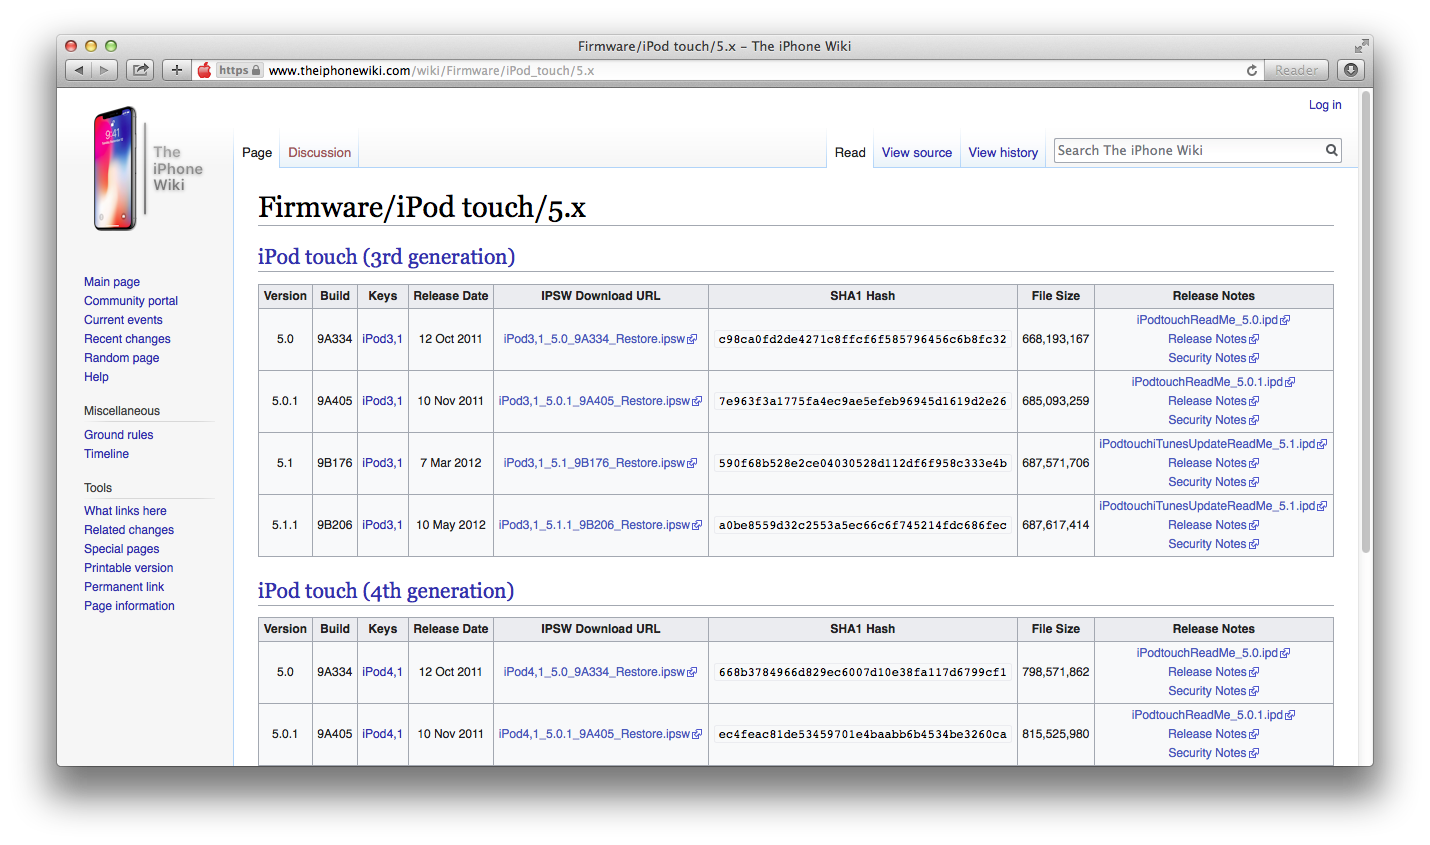 Firmware/iPod touch/5.x – The iPhone Wiki
https www.theiphonewiki.com/wiki/Firmware/iPod_touch/5.x Reader
Log in
9:41
The
iPhone
Wiki
Page Discussion Read View source View history Search The iPhone Wiki
Firmware/iPod touch/5.x
Main page
Community portal
Current events
Recent changes
Random page
Help
Miscellaneous
Ground rules
Timeline
Tools
What links here
Related changes
Special pages
Printable version
Permanent link
Page information
iPod touch (3rd generation)
Version Build Keys Release Date IPSW Download URL SHA1 Hash File Size Release Notes
5.0 9A334 iPod3,1 12 Oct 2011 iPod3,1_5.0_9A334_Restore.ipsw c98ca0fd2de4271c8ffcf6f585796456c6b8fc32 668,193,167 iPodtouchReadMe_5.0.ipd
Release Notes
Security Notes
5.0.1 9A405 iPod3,1 10 Nov 2011 iPod3,1_5.0.1_9A405_Restore.ipsw 7e963f3a1775fa4ec9ae5efeb96945d1619d2e26 685,093,259 iPodtouchReadMe_5.0.1.ipd
Release Notes
Security Notes
5.1 9B176 iPod3,1 7 Mar 2012 iPod3,1_5.1_9B176_Restore.ipsw 590f68b528e2ce04030528d112df6f958c333e4b 687,571,706 iPodtouchiTunesUpdateReadMe_5.1.ipd
Release Notes
Security Notes
5.1.1 9B206 iPod3,1 10 May 2012 iPod3,1_5.1.1_9B206_Restore.ipsw a0be8559d32c2553a5ec66c6f745214fdc686fec 687,617,414 iPodtouchiTunesUpdateReadMe_5.1.ipd
Release Notes
Security Notes
iPod touch (4th generation)
Version Build Keys Release Date IPSW Download URL SHA1 Hash File Size Release Notes
5.0 9A334 iPod4,1 12 Oct 2011 iPod4,1_5.0_9A334_Restore.ipsw 668b3784966d829ec6007d10e38fa117d6799cf1 798,571,862 iPodtouchReadMe_5.0.ipd
Release Notes
Security Notes
5.0.1 9A405 iPod4,1 10 Nov 2011 iPod4,1_5.0.1_9A405_Restore.ipsw ec4feac81de53459701e4baabb6b4534be3260ca 815,525,980 iPodtouchReadMe_5.0.1.ipd
Release Notes
Security Notes